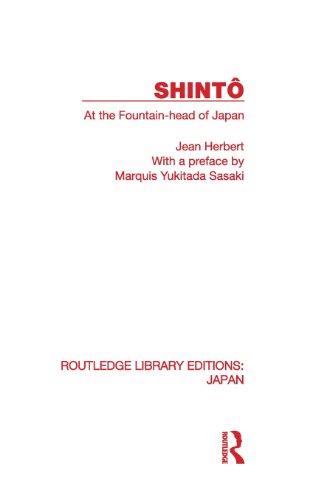 SHINTÔ
At the Fountain-head of Japan
Jean Herbert
With a preface by
Marquis Yukitada Sasaki
ROUTLEDGE LIBRARY EDITIONS:
JAPAN
R
ROUTLEDGE